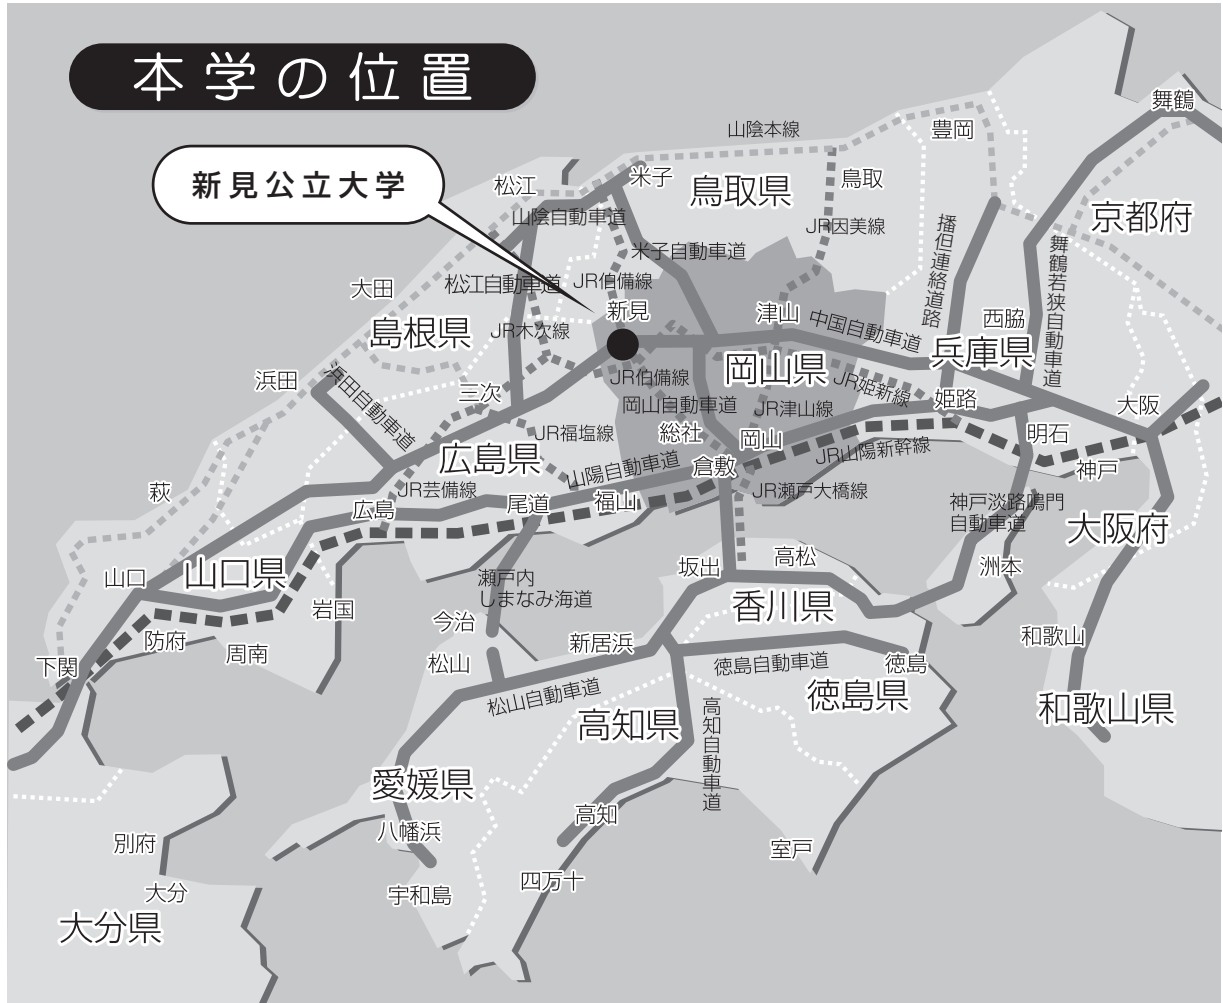 本学の位置
舞鶴
山陰本線
豊岡
新見公立大学
松江
米子
鳥取県
鳥取
京都府
山陰自動車道
JR因美線
播但連絡道路
舞鶴若狭自動車道
米子自動車道
松江自動車道
JR伯備線
大田
新見
津山
中国自動車道
西脇
島根県
JR木次線
兵庫県
岡山県
浜田
浜田自動車道
三次
JR伯備線
JR姫新線
姫路
大阪
岡山自動車道
JR津山線
総社
岡山
明石
JR福塩線
広島県
JR山陽新幹線
神戸
山陽自動車道
倉敷
萩
JR芸備線
JR瀬戸大橋線
広島
尾道
福山
神戸淡路鳴門
自動車道
大阪府
山口
山口県
坂出
高松
洲本
瀬戸内
しまなみ海道
岩国
香川県
今治
防府
周南
新居浜
和歌山
下関
松山
徳島自動車道
徳島
松山自動車道
徳島県
高知県
高知自動車道
和歌山県
愛媛県
八幡浜
高知
別府
室戸
大分
宇和島
四万十
大分県